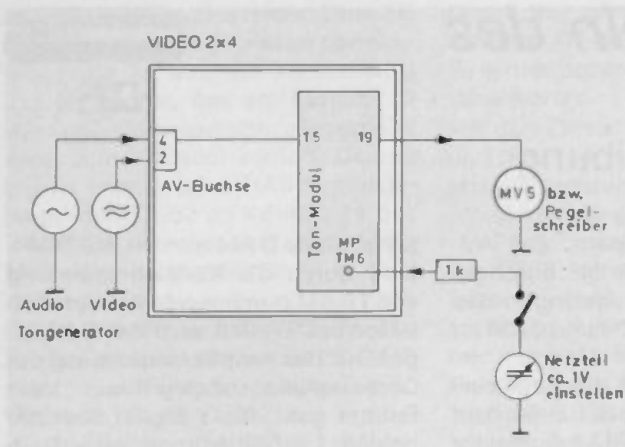 VIDEO 2x4
4
2
AV-Buchse
15
19
Ton-Modul
MP
TM6
1k
MV5
bzw.
Pegel-
schreiber
Audio
Video
Tongenerator
Netzteil
ca.1V
einstellen